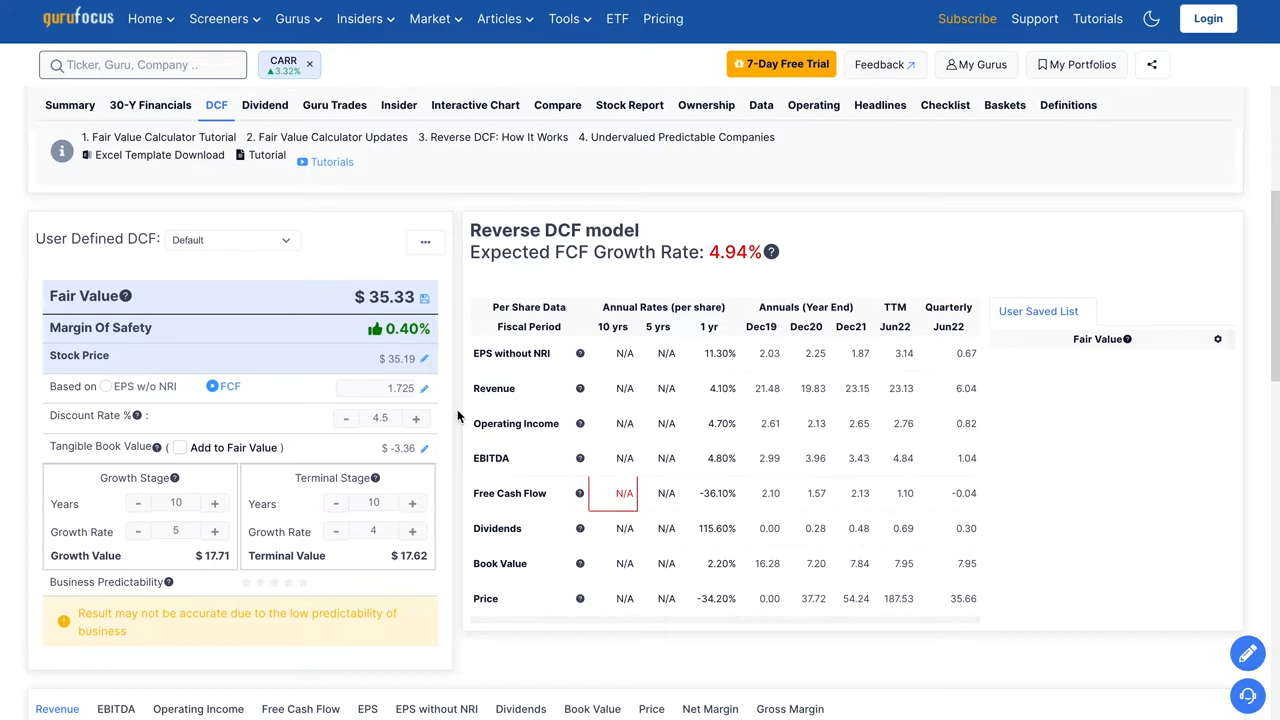 gurufocus Home Screeners Gurus Insiders Market Articles Tools ETF Pricing Subscribe Support Tutorials Login
Ticker, Guru, Company .. CARR × ▲3.32% 7-Day Free Trial Feedback My Gurus My Portfolios
Summary 30-Y Financials DCF Dividend Guru Trades Insider Interactive Chart Compare Stock Report Ownership Data Operating Headlines Checklist Baskets Definitions
1. Fair Value Calculator Tutorial 2. Fair Value Calculator Updates 3. Reverse DCF: How It Works 4. Undervalued Predictable Companies
Excel Template Download Tutorial Tutorials
User Defined DCF: Default ...
Fair Value $ 35.33
Margin Of Safety 0.40%
Stock Price $ 35.19
Based on EPS w/o NRI FCF 1.725
Discount Rate % : - 4.5 +
Tangible Book Value ( Add to Fair Value ) $ -3.36
Growth Stage
Years - 10 +
Growth Rate - 5 +
Growth Value $ 17.71
Terminal Stage
Years - 10 +
Growth Rate - 4 +
Terminal Value $ 17.62
Business Predictability
Result may not be accurate due to the low predictability of
business
Reverse DCF model
Expected FCF Growth Rate: 4.94%
Per Share Data Annual Rates (per share) Annuals (Year End) TTM Quarterly
Fiscal Period 10 yrs 5 yrs 1 yr Dec19 Dec20 Dec21 Jun22 Jun22
EPS without NRI N/A N/A 11.30% 2.03 2.25 1.87 3.14 0.67
Revenue N/A N/A 4.10% 21.48 19.83 23.15 23.13 6.04
Operating Income N/A N/A 4.70% 2.61 2.13 2.65 2.76 0.82
EBITDA N/A N/A 4.80% 2.99 3.96 3.43 4.84 1.04
Free Cash Flow N/A N/A -36.10% 2.10 1.57 2.13 1.10 -0.04
Dividends N/A N/A 115.60% 0.00 0.28 0.48 0.69 0.30
Book Value N/A N/A 2.20% 16.28 7.20 7.84 7.95 7.95
Price N/A N/A -34.20% 0.00 37.72 54.24 187.53 35.66
User Saved List
Fair Value
Revenue EBITDA Operating Income Free Cash Flow EPS EPS without NRI Dividends Book Value Price Net Margin Gross Margin